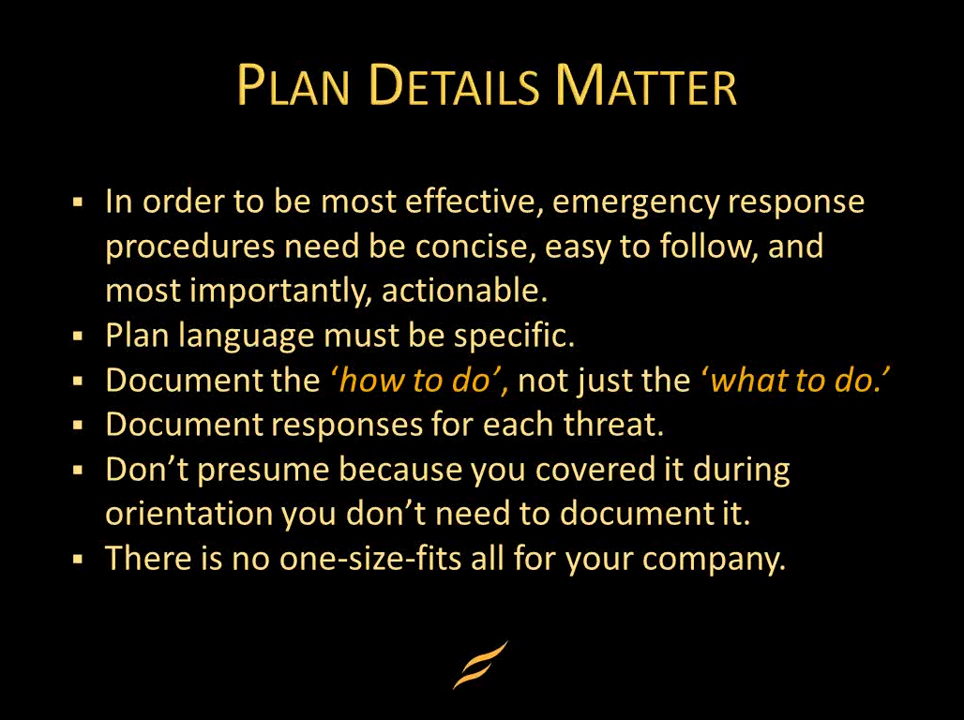 PLAN DETAILS MATTER
▪ In order to be most effective, emergency response
procedures need be concise, easy to follow, and
most importantly, actionable.
▪ Plan language must be specific.
▪ Document the ‘how to do’, not just the ‘what to do.’
▪ Document responses for each threat.
▪ Don’t presume because you covered it during
orientation you don’t need to document it.
▪ There is no one-size-fits all for your company.